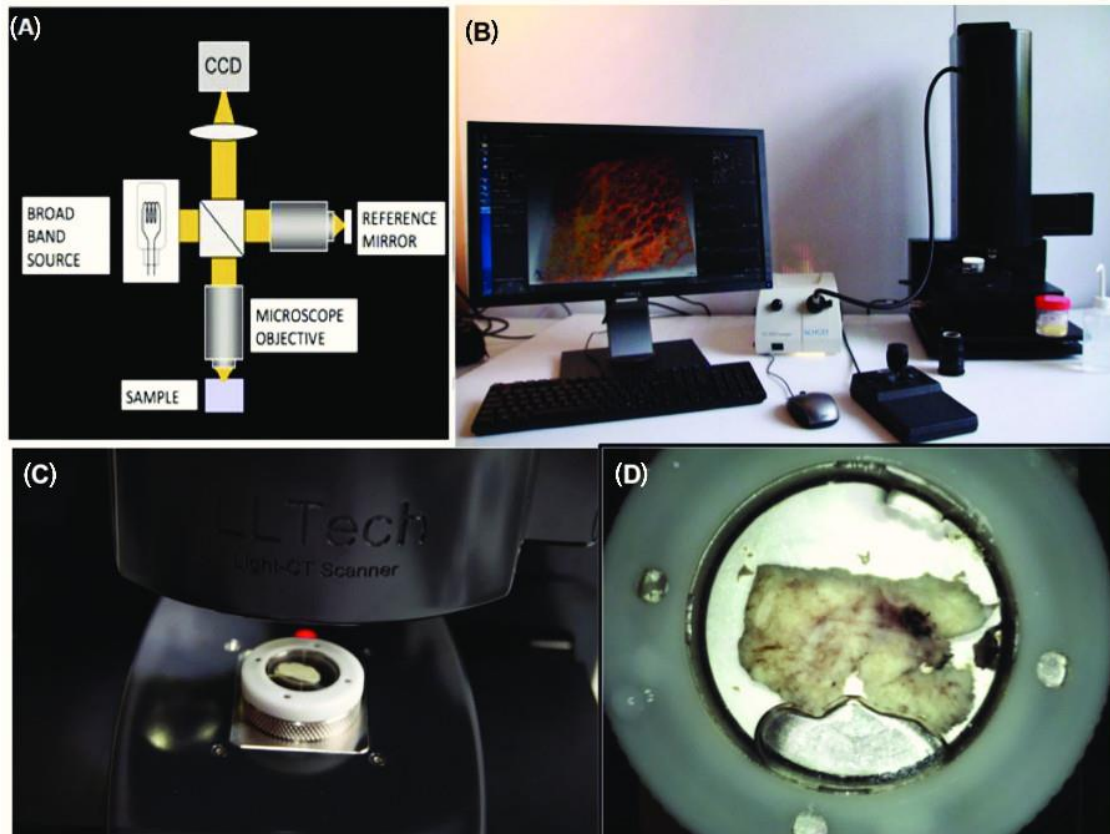 (A)
CCD
BROAD
BAND
SOURCE
REFERENCE
MIRROR
MICROSCOPE
OBJECTIVE
SAMPLE
(B)
(C)
LLTech
Light-CT Scanner
(D)